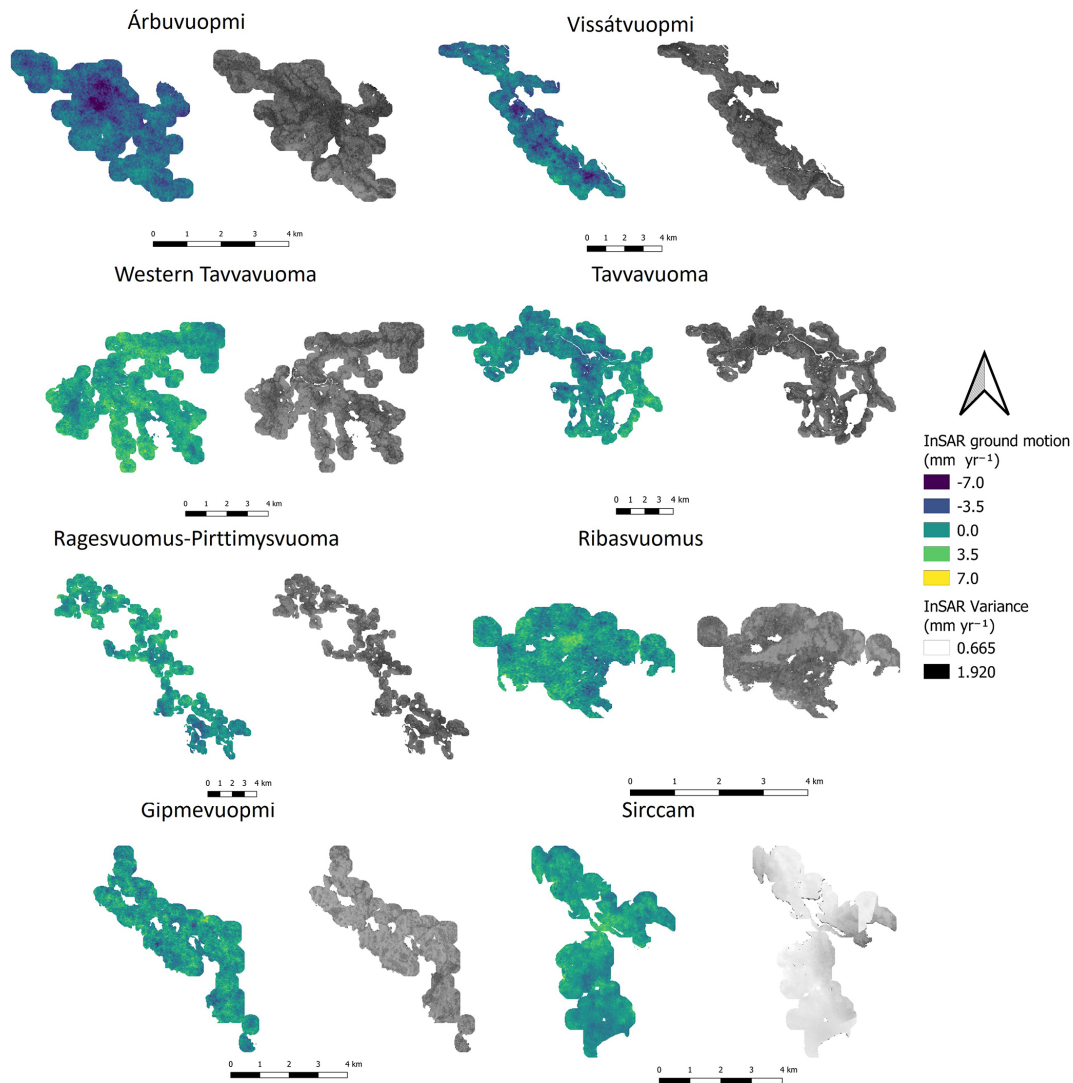 Árbuvuopmi
Vissátvuopmi
0 1 2 3 4 km
0 1 2 3 4 km
Western Tavvavuoma
Tavvavuoma
0 1 2 3 4 km
0 1 2 3 4 km
InSAR ground motion
(mm yr⁻¹)
-7.0
-3.5
0.0
3.5
7.0
InSAR Variance
(mm yr⁻¹)
0.665
1.920
Ragesvuomus-Pirttimysvuoma
Ribasvuomus
0 1 2 3 4 km
0 1 2 3 4 km
Gipmevuopmi
Sirccam
0 1 2 3 4 km
0 1 2 3 4 km